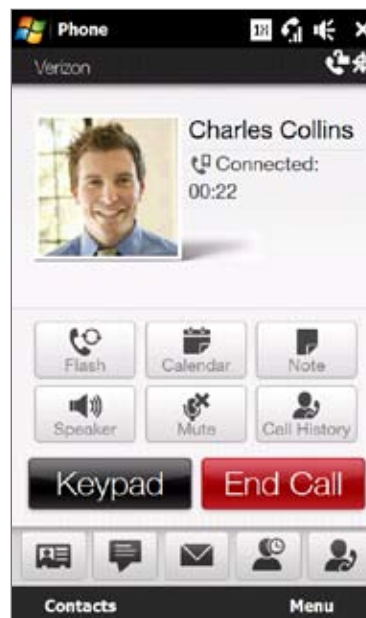 Phone
Verizon
Charles Collins
Connected:
00:22
Flash Calendar Note
Speaker Mute Call History
Keypad End Call
Contacts Menu